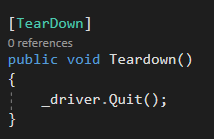 [TearDown]
0 references
public void Teardown()
{
_driver.Quit();
}